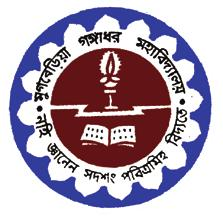 মুগবেড়িয়া গঙ্গাধর মহাবিদ্যালয়
নহি জ্ঞানেন সদৃশং পবিত্রমিহ বিদ্যতে